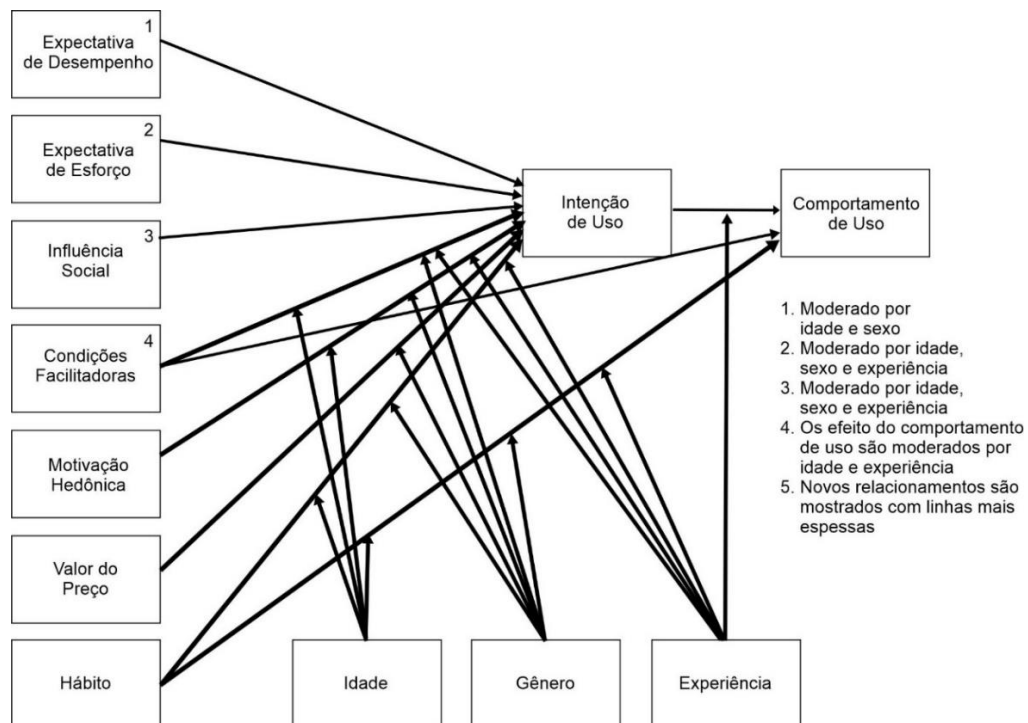 1
Expectativa
de Desempenho
2
Expectativa
de Esforço
3
Influência
Social
4
Condições
Facilitadoras
Motivação
Hedônica
Valor do
Preço
Hábito
Intenção
de Uso
Comportamento
de Uso
1. Moderado por
idade e sexo
2. Moderado por idade,
sexo e experiência
3. Moderado por idade,
sexo e experiência
4. Os efeito do comportamento
de uso são moderados por
idade e experiência
5. Novos relacionamentos são
mostrados com linhas mais
espessas
Idade
Gênero
Experiência